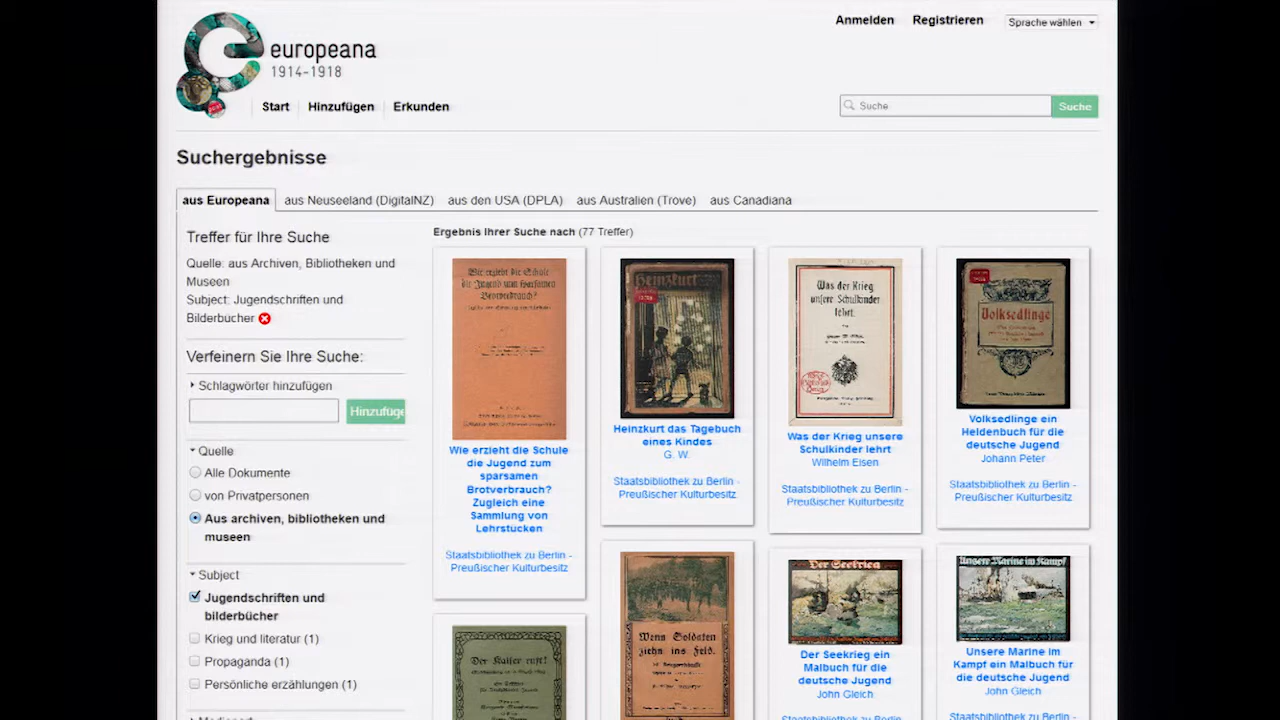 Anmelden Registrieren Sprache wählen
europeana
1914-1918
Start Hinzufügen Erkunden
Suche Suche
Suchergebnisse
aus Europeana aus Neuseeland (DigitalNZ) aus den USA (DPLA) aus Australien (Trove) aus Canadiana
Treffer für Ihre Suche
Quelle: aus Archiven, Bibliotheken und
Museen
Subject: Jugendschriften und
Bilderbücher
Verfeinern Sie Ihre Suche:
Schlagwörter hinzufügen
Hinzufüge
Quelle
Alle Dokumente
von Privatpersonen
Aus archiven, bibliotheken und
museen
Subject
Jugendschriften und
bilderbücher
Krieg und literatur (1)
Propaganda (1)
Persönliche erzählungen (1)
Ergebnis Ihrer Suche nach (77 Treffer)
Wie erzieht die Schule
die Jugend zum sparsamen
Brotverbrauch?
Wie erzieht die Schule
die Jugend zum
sparsamen
Brotverbrauch?
Zugleich eine
Sammlung von
Lehrstücken
Staatsbibliothek zu Berlin -
Preußischer Kulturbesitz
Heinzkurt
Heinzkurt das Tagebuch
eines Kindes
G. W.
Staatsbibliothek zu Berlin -
Preußischer Kulturbesitz
Was der Krieg
unsere Schulkinder
lehrt.
Was der Krieg unsere
Schulkinder lehrt
Wilhelm Eisen
Staatsbibliothek zu Berlin -
Preußischer Kulturbesitz
Volksedlinge
Volksedlinge ein
Heldenbuch für die
deutsche Jugend
Johann Peter
Staatsbibliothek zu Berlin -
Preußischer Kulturbesitz
Der Kaiser ruft!
Wenn Soldaten
ziehn ins Feld.
Der Seekrieg
Der Seekrieg ein
Malbuch für die
deutsche Jugend
John Gleich
Unsere Marine im Kampf
Unsere Marine im
Kampf ein Malbuch für
die deutsche Jugend
John Gleich